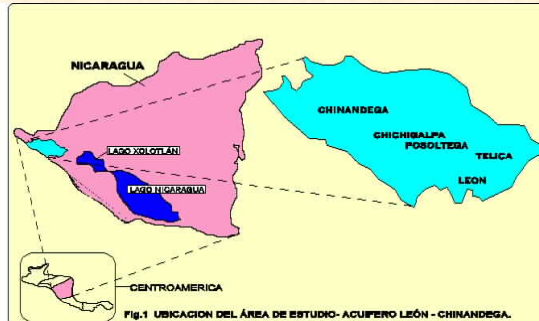 NICARAGUA
LAGO XOLOTLÁN
LAGO NICARAGUA
CHINANDEGA
CHICHIGALPA
POSOLTEGA
TELICA
LEON
CENTROAMERICA
Fig.1 UBICACION DEL ÁREA DE ESTUDIO- ACUIFERO LEÓN - CHINANDEGA.